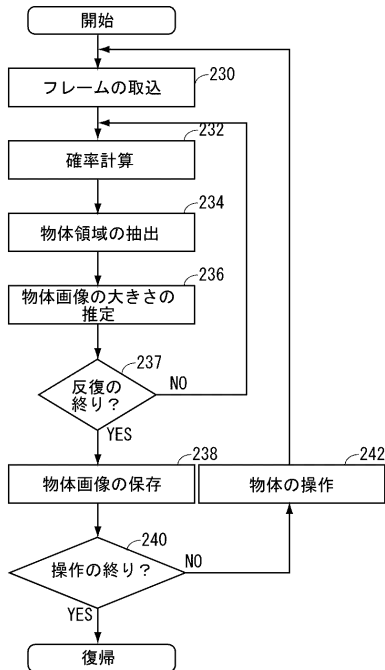 開始
フレームの取込
230
232
確率計算
234
物体領域の抽出
236
物体画像の大きさの
推定
237
反復の
終り?
NO
YES
238
物体画像の保存
242
物体の操作
240
操作の終り?
NO
YES
復帰